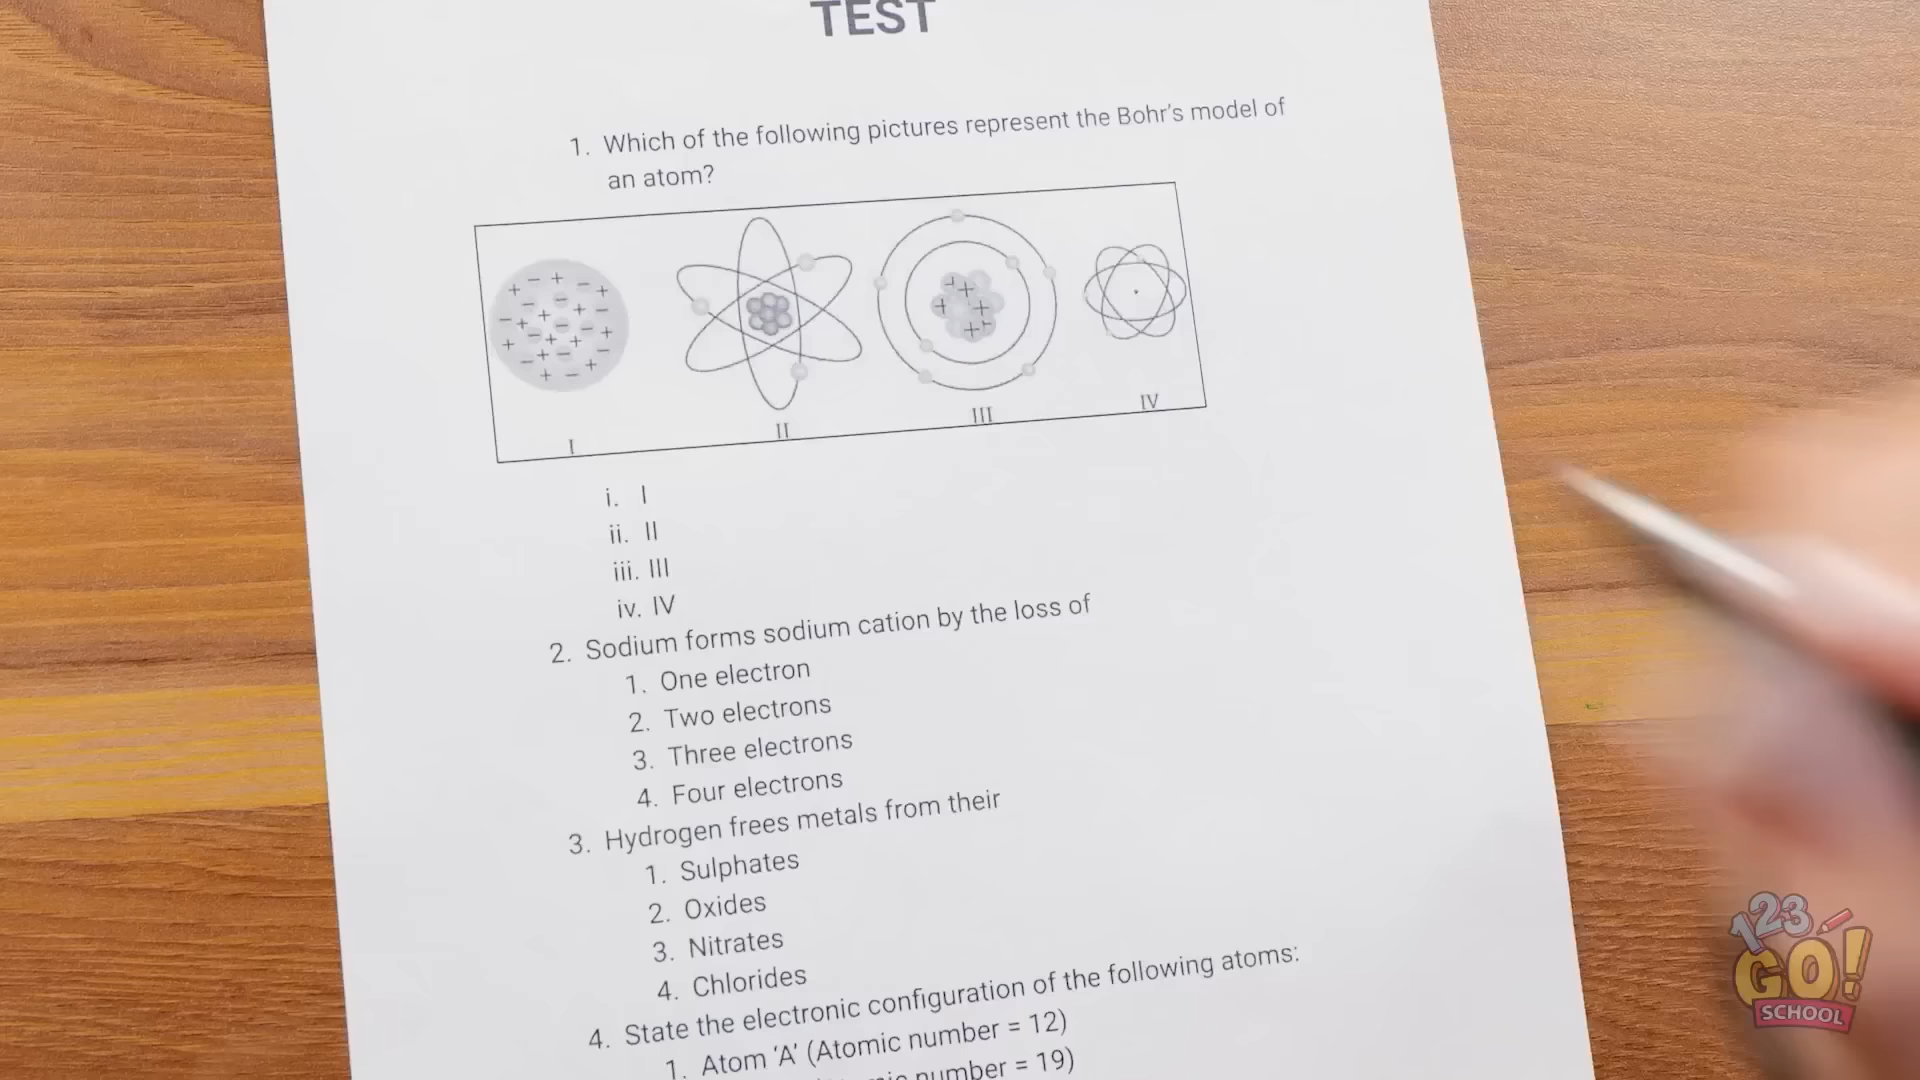 TEST
1. Which of the following pictures represent the Bohr's model of
an atom?
I
II
III
IV
i. I
ii. II
iii. III
iv. IV
2. Sodium forms sodium cation by the loss of
1. One electron
2. Two electrons
3. Three electrons
4. Four electrons
3. Hydrogen frees metals from their
1. Sulphates
2. Oxides
3. Nitrates
4. Chlorides
4. State the electronic configuration of the following atoms:
1. Atom 'A' (Atomic number = 12)
number = 19)
123
GO!
SCHOOL